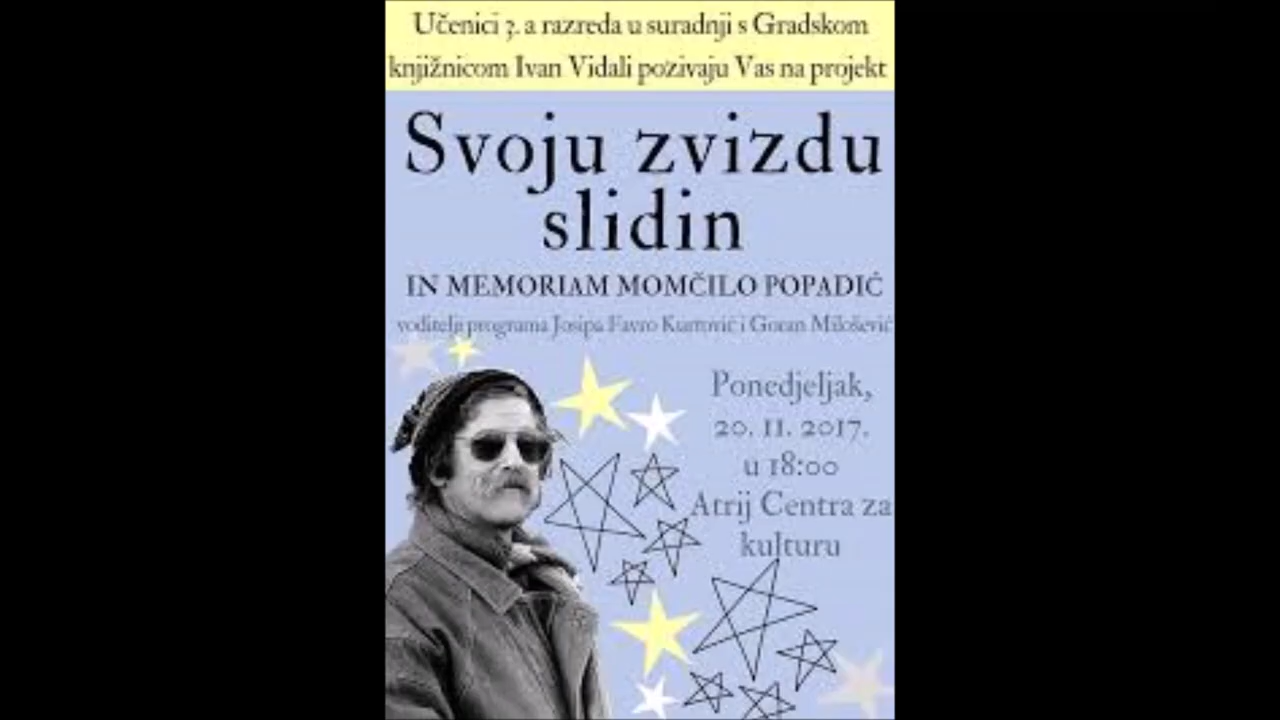 Učenici 3. a razreda u suradnji s Gradskom
knjižnicom Ivan Vidali pozivaju Vas na projekt
Svoju zvizdu
slidin
IN MEMORIAM MOMČILO POPADIĆ
voditelji programa Josipa Favro Kurtović i Goran Milošević
Ponedjeljak,
20. 11. 2017.
u 18:00
Atrij Centra za
kulturu